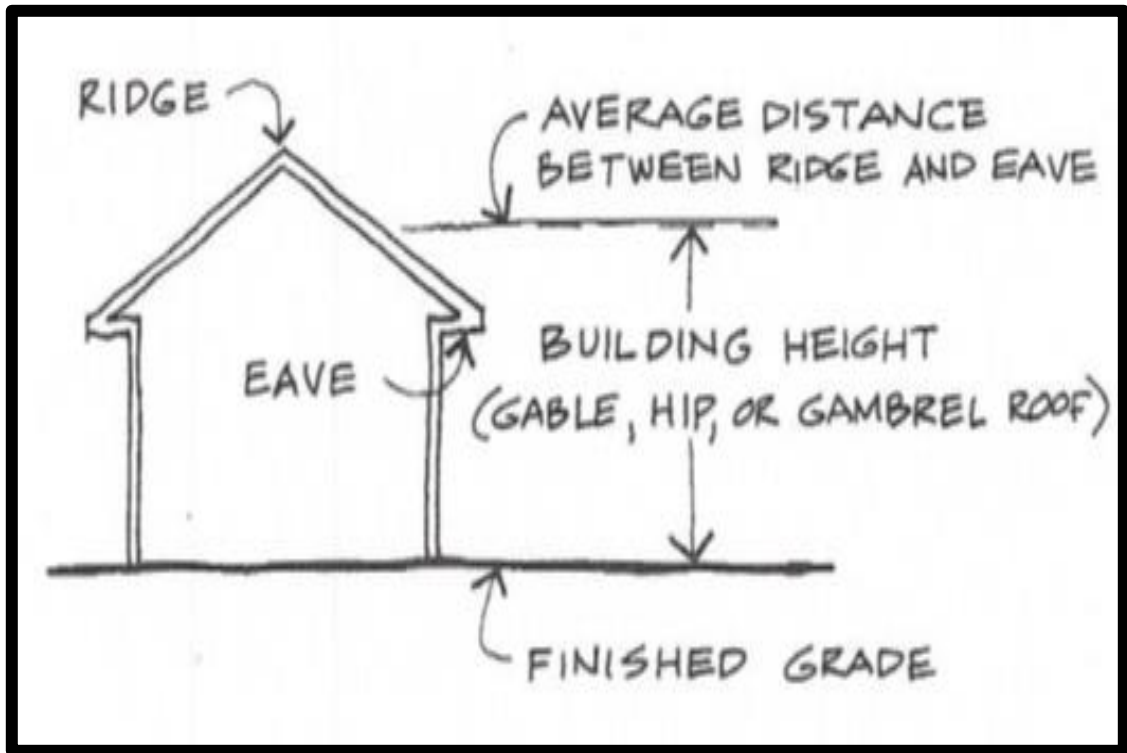 RIDGE
AVERAGE DISTANCE
BETWEEN RIDGE AND EAVE
EAVE
BUILDING HEIGHT
(GABLE, HIP, OR GAMBREL ROOF)
FINISHED GRADE